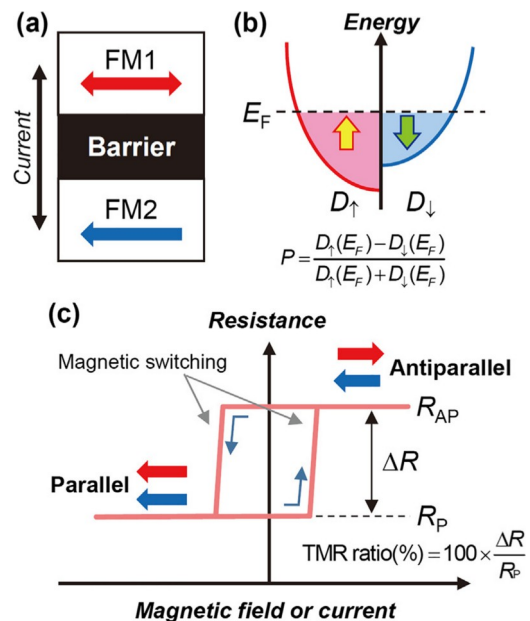 (a)
FM1
Current
Barrier
FM2
(b)
Energy
E_F
D↑
D↓
P = (D↑(E_F) − D↓(E_F)) / (D↑(E_F) + D↓(E_F))
(c)
Resistance
Magnetic switching
Antiparallel
R_AP
ΔR
Parallel
R_P
TMR ratio(%) = 100 × ΔR / R_P
Magnetic field or current